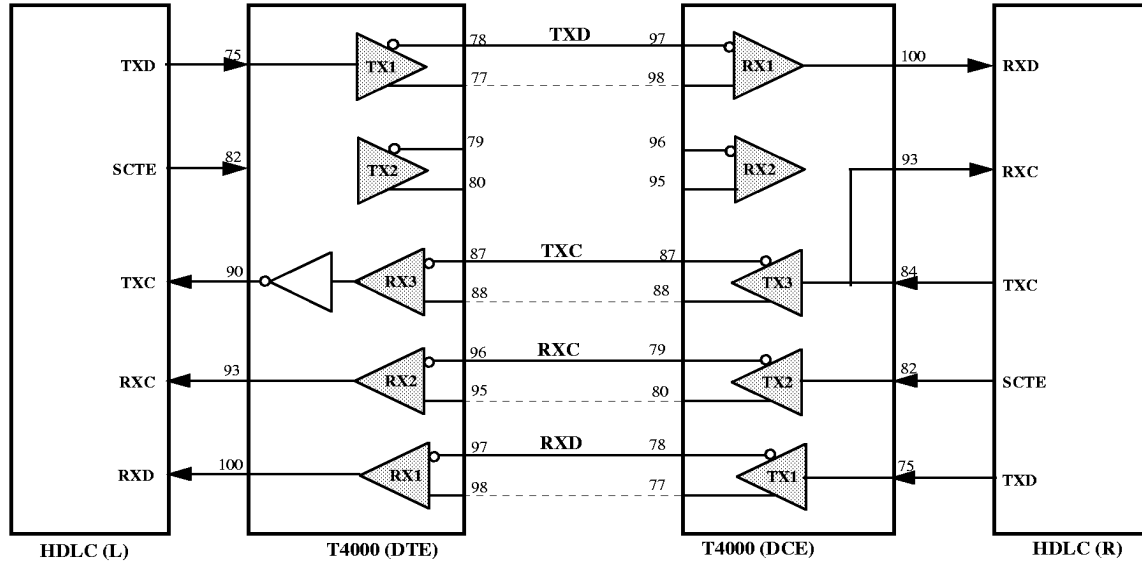 75 78 TXD 97 100
TXD TX1 RX1 RXD
77 98
82 79 96 93
SCTE TX2 RX2 RXC
80 95
90 87 TXC 87 84
TXC RX3 TX3 TXC
88 88
93 96 RXC 79 82
RXC RX2 TX2 SCTE
95 80
100 97 RXD 78 75
RXD RX1 TX1 TXD
98 77
HDLC (L) T4000 (DTE) T4000 (DCE) HDLC (R)